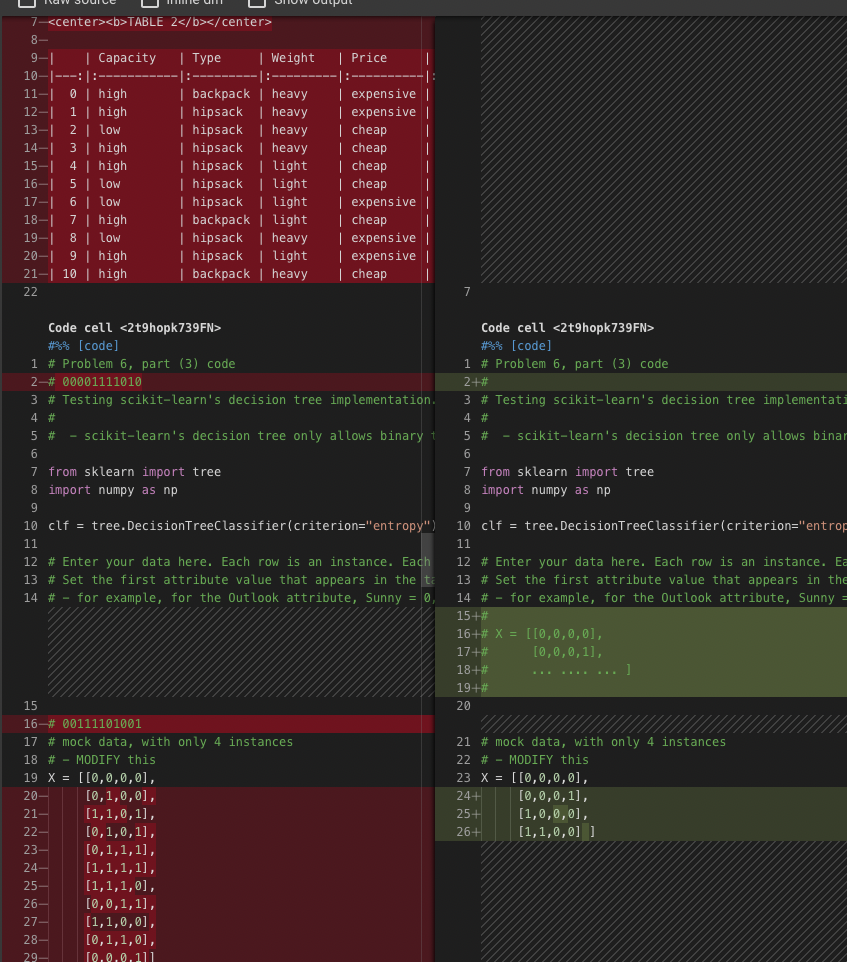 Raw source Inline diff Show output
7 <center><b>TABLE 2</b></center>
8
9 | | Capacity | Type | Weight | Price |
10 |---:|:-----------|:---------|:---------|:----------|:
11 | 0 | high | backpack | heavy | expensive |
12 | 1 | high | hipsack | heavy | expensive |
13 | 2 | low | hipsack | heavy | cheap |
14 | 3 | high | hipsack | heavy | cheap |
15 | 4 | high | hipsack | light | cheap |
16 | 5 | low | hipsack | light | cheap |
17 | 6 | low | hipsack | light | expensive |
18 | 7 | high | backpack | light | cheap |
19 | 8 | low | hipsack | heavy | expensive |
20 | 9 | high | hipsack | light | expensive |
21 | 10 | high | backpack | heavy | cheap |
22
Code cell <2t9hopk739FN>
#%% [code]
1 # Problem 6, part (3) code
2 # 00001111010
3 # Testing scikit-learn's decision tree implementation.
4 #
5 # - scikit-learn's decision tree only allows binary t
6
7 from sklearn import tree
8 import numpy as np
9
10 clf = tree.DecisionTreeClassifier(criterion="entropy")
11
12 # Enter your data here. Each row is an instance. Each
13 # Set the first attribute value that appears in the ta
14 # - for example, for the Outlook attribute, Sunny = 0,
15
16 # 00111101001
17 # mock data, with only 4 instances
18 # - MODIFY this
19 X = [[0,0,0,0],
20 [0,1,0,0],
21 [1,1,0,1],
22 [0,1,0,1],
23 [0,1,1,1],
24 [1,1,1,1],
25 [1,1,1,0],
26 [0,0,1,1],
27 [1,1,0,0],
28 [0,1,1,0],
29 [0,0,0,1]]
7
Code cell <2t9hopk739FN>
#%% [code]
1 # Problem 6, part (3) code
2+ #
3 # Testing scikit-learn's decision tree implementati
4 #
5 # - scikit-learn's decision tree only allows binar
6
7 from sklearn import tree
8 import numpy as np
9
10 clf = tree.DecisionTreeClassifier(criterion="entrop
11
12 # Enter your data here. Each row is an instance. Ea
13 # Set the first attribute value that appears in the
14 # - for example, for the Outlook attribute, Sunny =
15+ #
16+ # X = [[0,0,0,0],
17+ # [0,0,0,1],
18+ # ... .... ... ]
19+ #
20
21 # mock data, with only 4 instances
22 # - MODIFY this
23 X = [[0,0,0,0],
24+ [0,0,0,1],
25+ [1,0,0,0],
26+ [1,1,0,0] ]